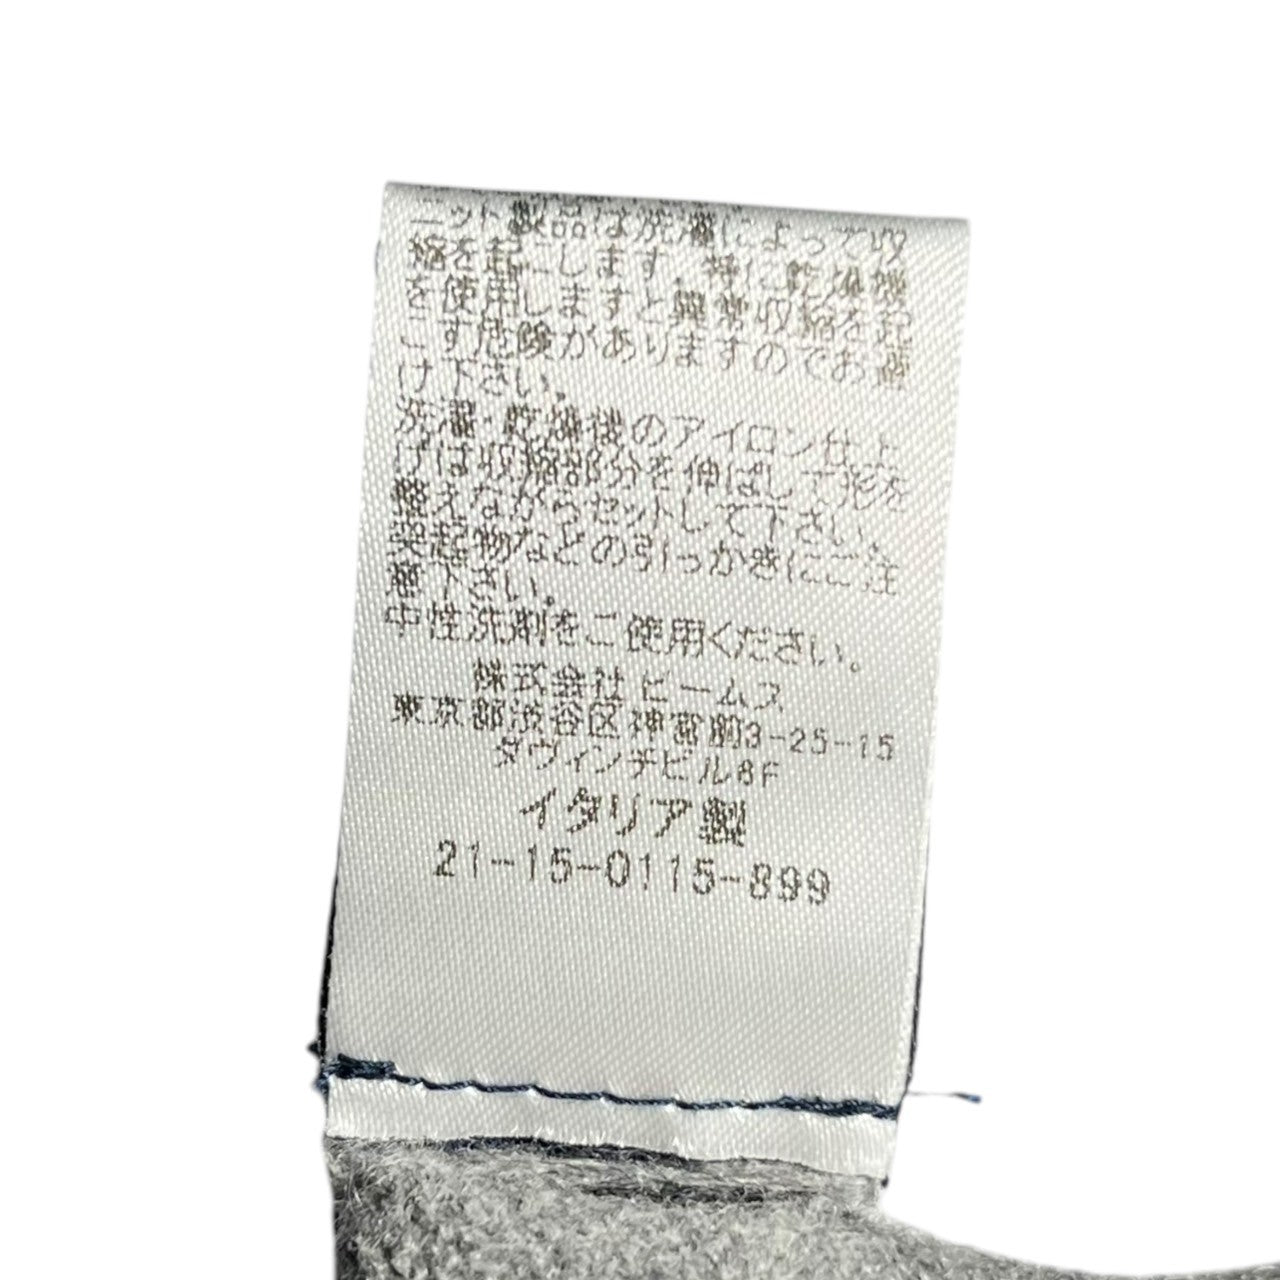 ニット製品は洗濯によって収
縮を起こします。特に乾燥機
を使用しますと異常収縮を起
こす危険がありますのでお避
け下さい。
洗濯・乾燥後のアイロン仕上
げは収縮部分を伸ばして形を
整えながらセットして下さい。
突起物などの引っかきにご注
意下さい。
中性洗剤をご使用ください。
株式会社 ビームス
東京都渋谷区神宮前3-25-15
ダヴィンチビル8F
イタリア製
21-15-0115-899